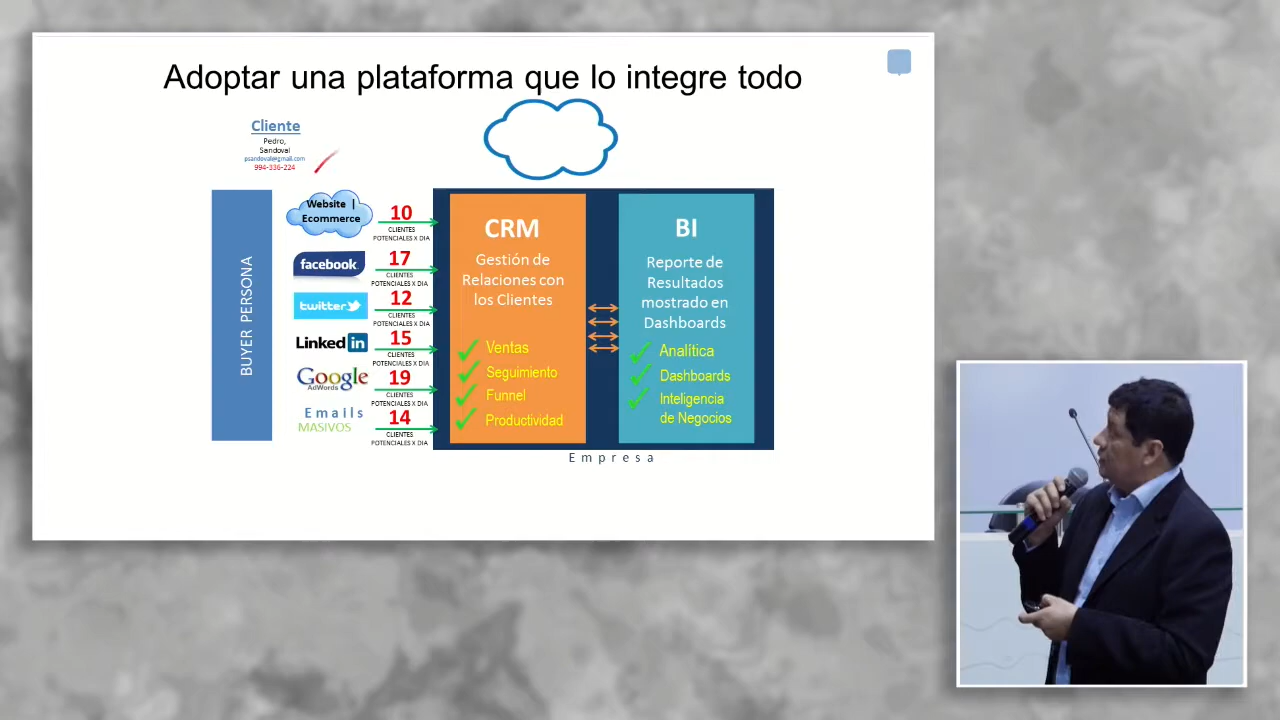 Adoptar una plataforma que lo integre todo
Cliente
Pedro,
Sandoval
psandoval@gmail.com
994-336-224
BUYER PERSONA
Website |
Ecommerce
10
CLIENTES
POTENCIALES X DIA
facebook
17
CLIENTES
POTENCIALES X DIA
twitter
12
CLIENTES
POTENCIALES X DIA
Linked in
15
CLIENTES
POTENCIALES X DIA
Google
AdWords
19
CLIENTES
POTENCIALES X DIA
Emails
MASIVOS
14
CLIENTES
POTENCIALES X DIA
CRM
Gestión de
Relaciones con
los Clientes
Ventas
Seguimiento
Funnel
Productividad
BI
Reporte de
Resultados
mostrado en
Dashboards
Analítica
Dashboards
Inteligencia
de Negocios
Empresa